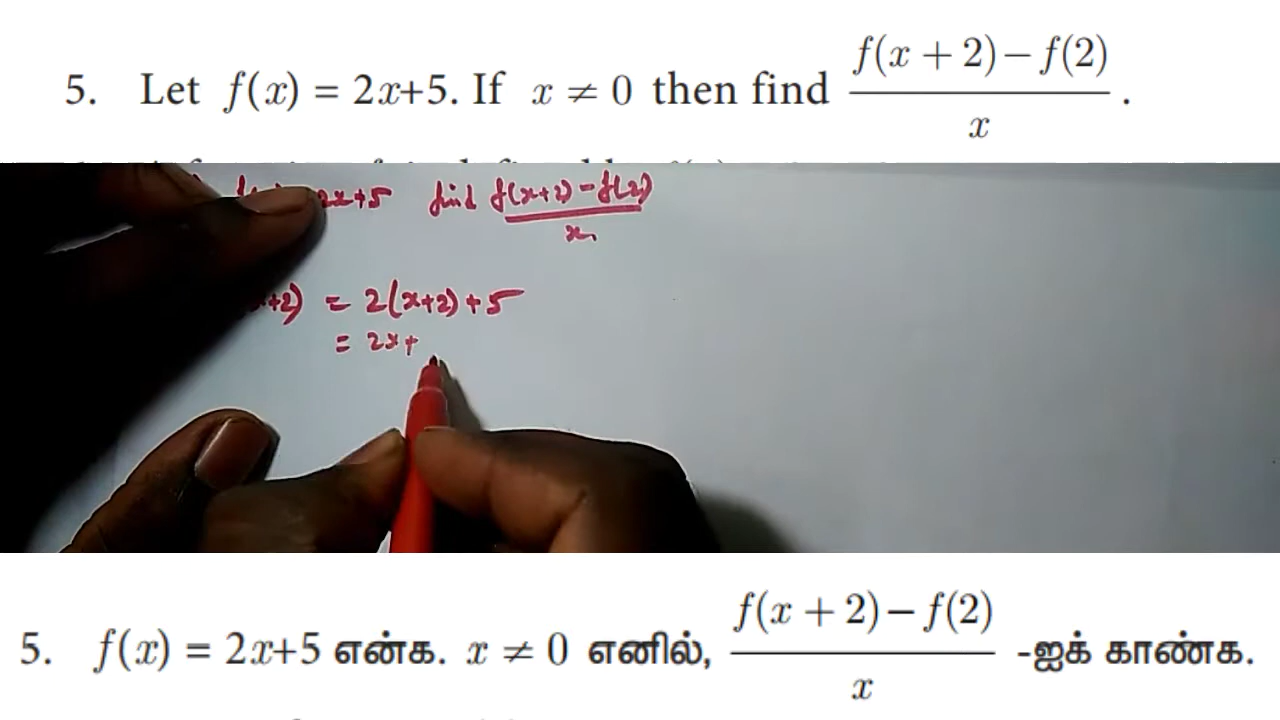 5. Let f(x) = 2x+5. If x ≠ 0 then find f(x + 2) – f(2) / x .
2x+5 find f(x+2) - f(2) / x
+2) = 2(x+2) + 5
= 2x+
5. f(x) = 2x+5 என்க. x ≠ 0 எனில், f(x + 2) – f(2) / x -ஐக் காண்க.